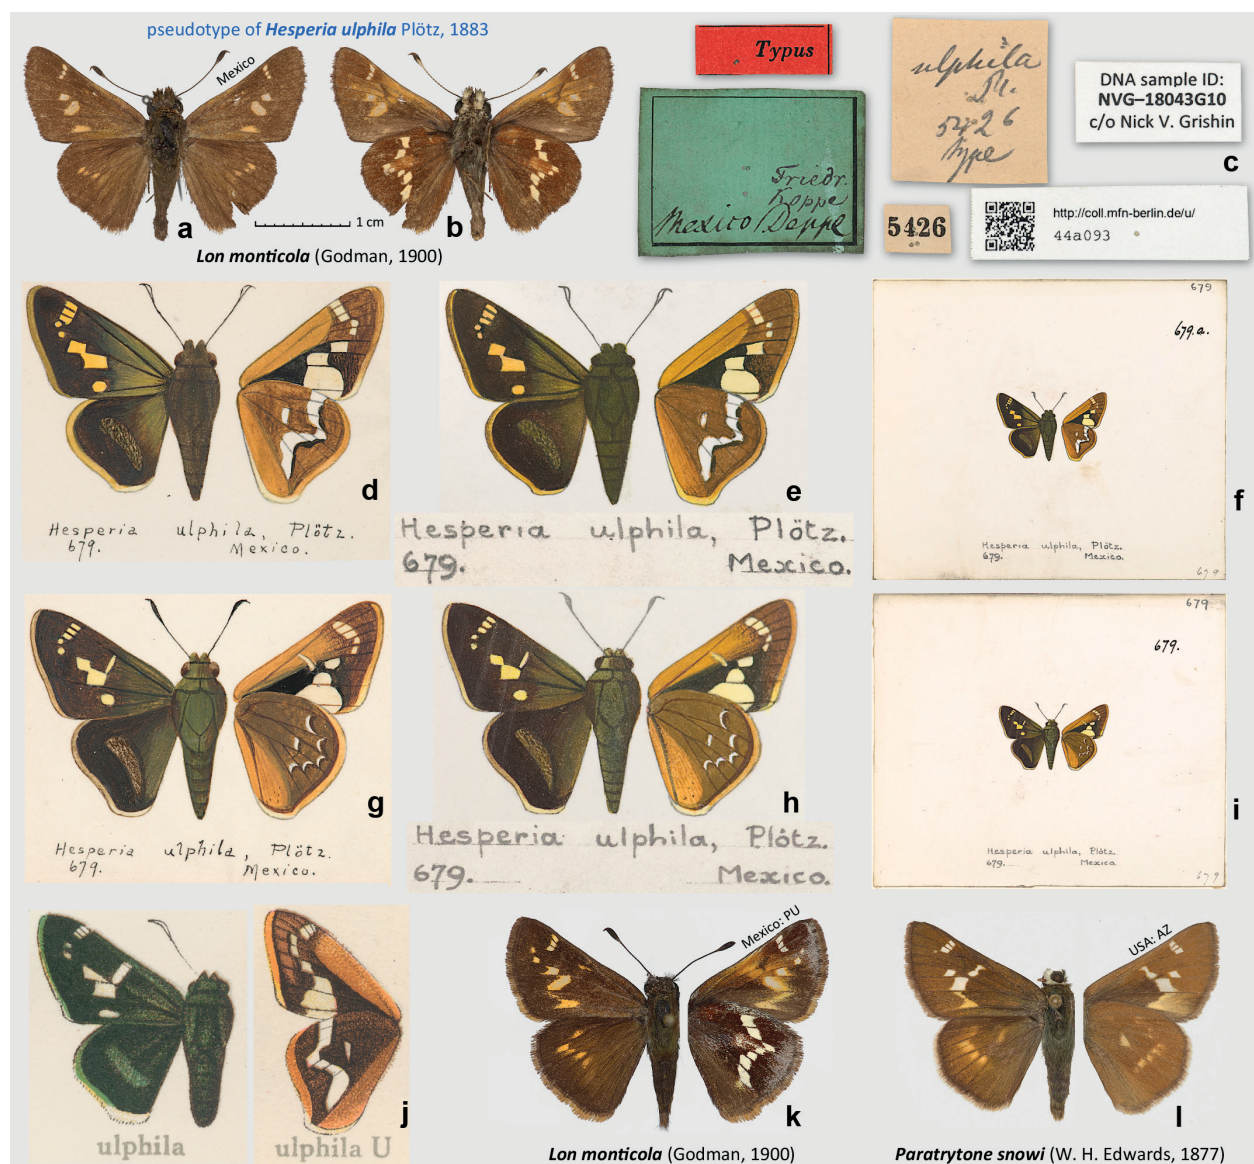 pseudotype of Hesperia ulphila Plötz, 1883
Mexico
a
b
1 cm
Lon monticola (Godman, 1900)
Typus
Friedr.
Koppe
Mexico Deppe
ulphila
Pl.
5426
type
5426
DNA sample ID:
NVG–18043G10
c/o Nick V. Grishin
c
http://coll.mfn-berlin.de/u/
44a093
Hesperia ulphila, Plötz.
679. Mexico.
d
Hesperia ulphila, Plötz.
679. Mexico.
e
679
679.a.
Hesperia ulphila, Plötz.
679. Mexico.
679
f
Hesperia ulphila, Plötz.
679. Mexico.
g
Hesperia ulphila, Plötz.
679. Mexico.
h
679
679.
Hesperia ulphila, Plötz.
679. Mexico
679
i
ulphila
ulphila U
j
Mexico: PU
k
Lon monticola (Godman, 1900)
USA: AZ
l
Paratrytone snowi (W. H. Edwards, 1877)